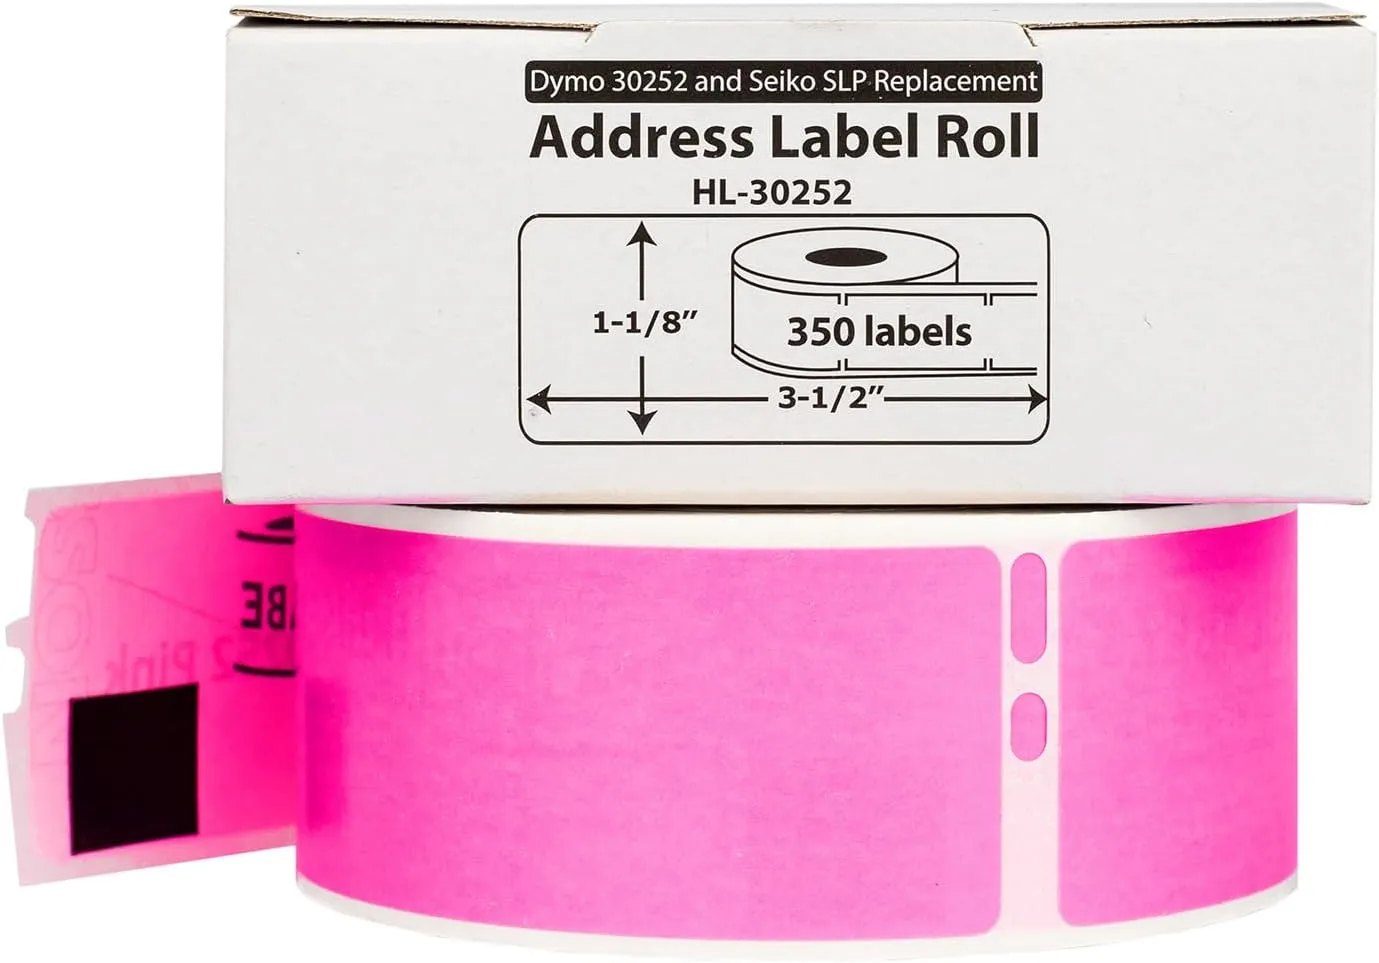 Dymo 30252 and Seiko SLP Replacement
Address Label Roll
HL-30252
1-1/8”
350 labels
3-1/2”
Pink